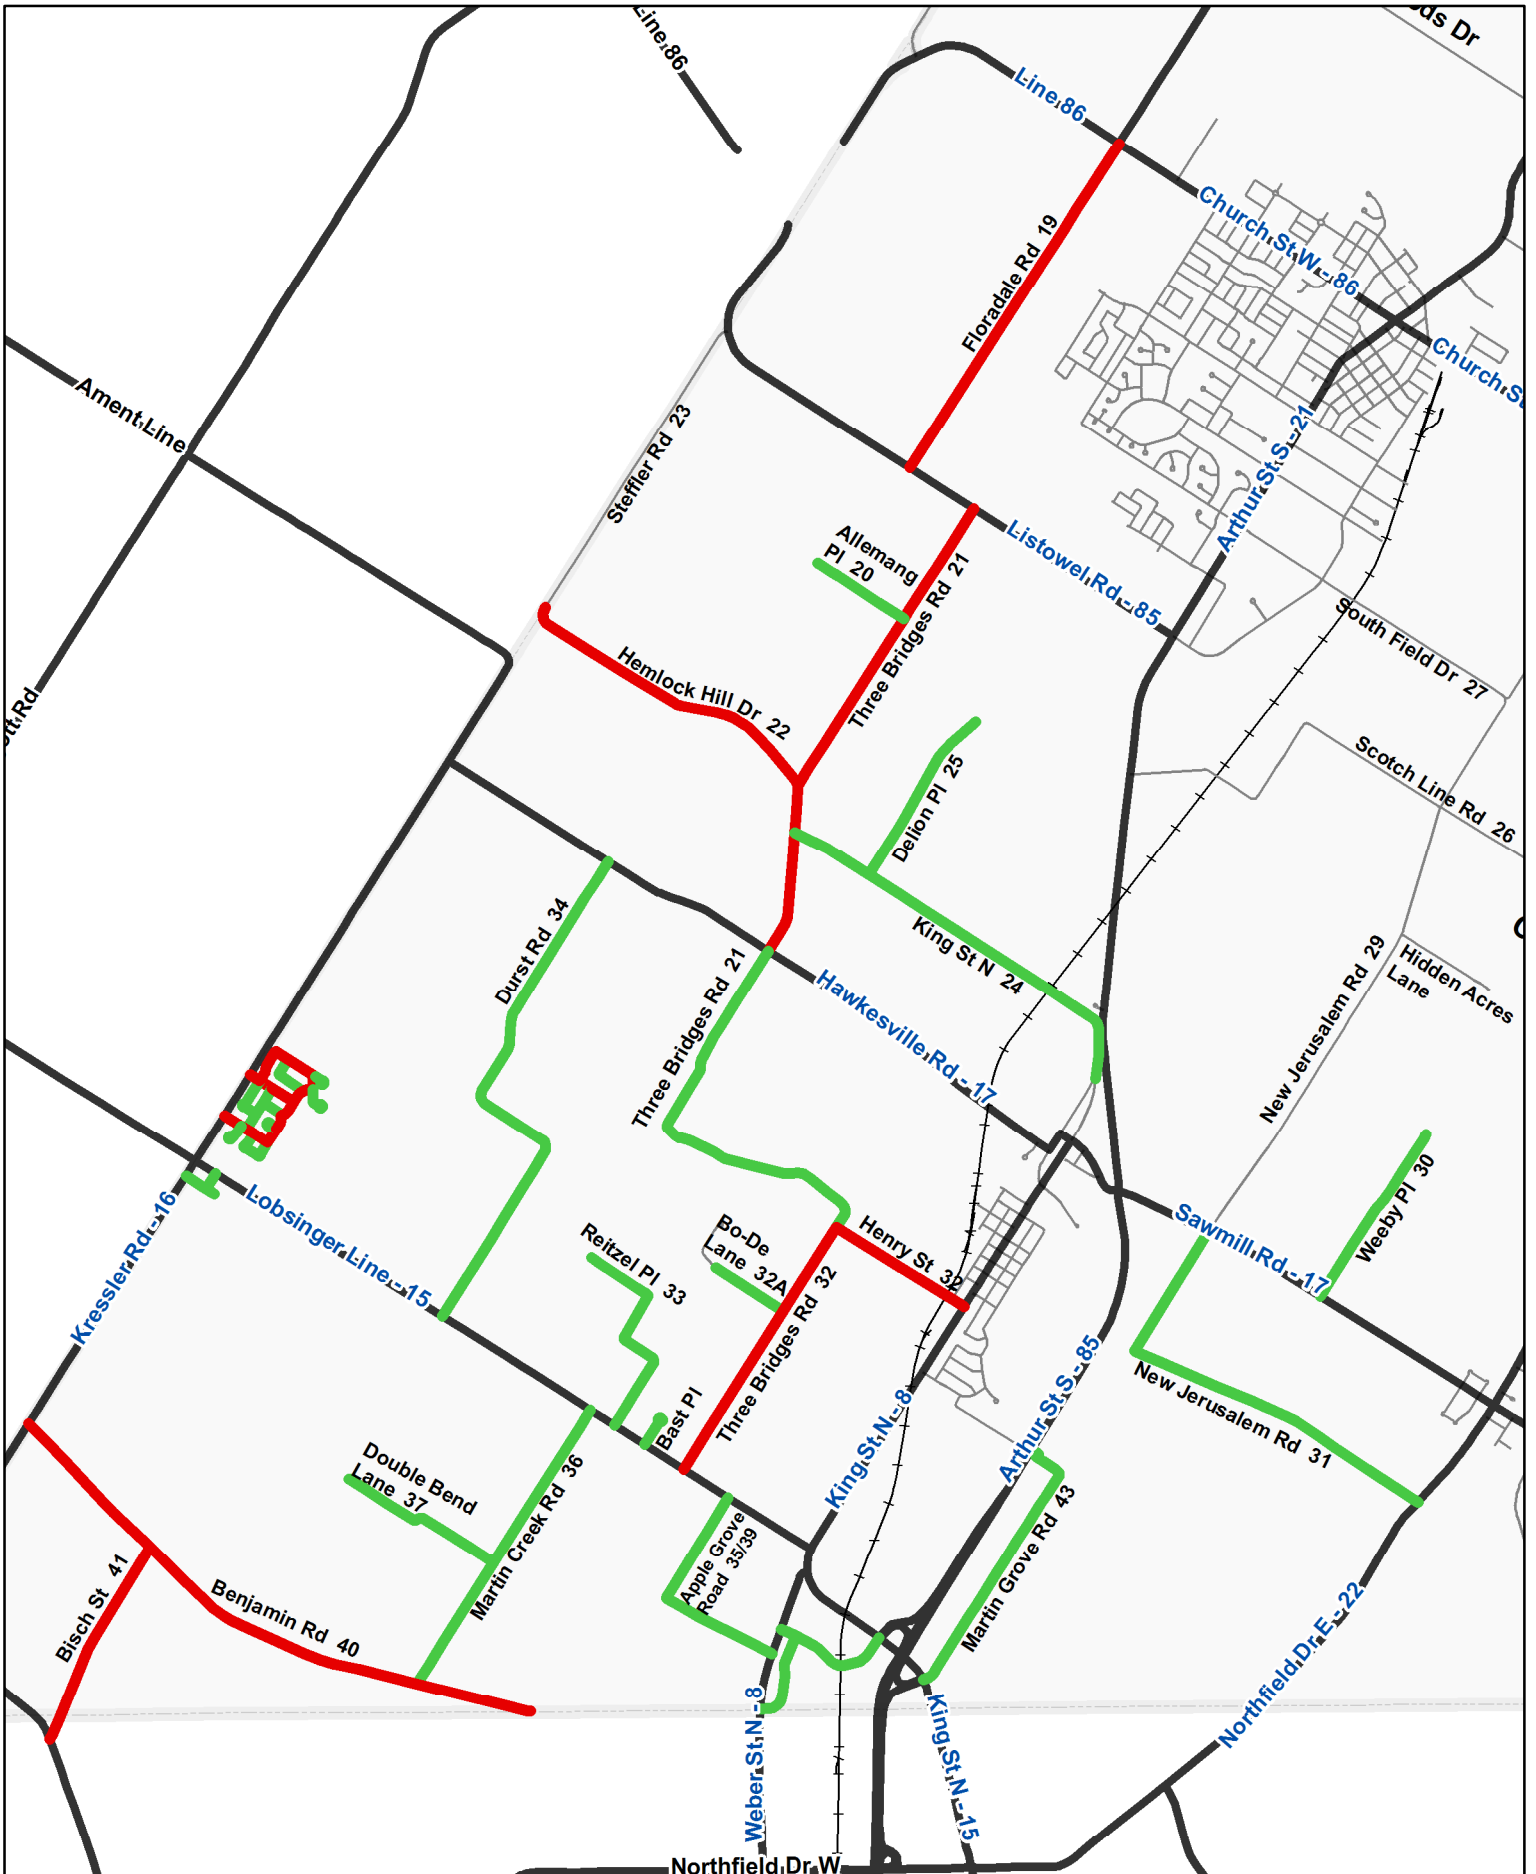 Line 86
ds Dr
Line 86
Church St W - 86
Floradale Rd 19
Church St
Ament Line
Steffler Rd 23
Arthur St S - 21
Allemang
Pl 20
Listowel Rd - 85
Three Bridges Rd 21
South Field Dr 27
Hemlock Hill Dr 22
ott Rd
Scotch Line Rd 26
Delion Pl 25
Durst Rd 34
King St N 24
Three Bridges Rd 21
Hawkesville Rd - 17
New Jerusalem Rd 29
Hidden Acres
Lane
Kressler Rd - 16
Lobsinger Line - 15
Reitzel Pl 33
Bo-De
Lane 32A
Henry St 32
Three Bridges Rd 32
Sawmill Rd - 17
Weeby Pl 30
New Jerusalem Rd 31
Bast Pl
King St N - 8
Arthur St S - 85
Double Bend
Lane 37
Martin Creek Rd 36
Apple Grove
Road 35/39
Martin Grove Rd 43
Bisch St 41
Benjamin Rd 40
Northfield Dr E - 22
Weber St N - 8
King St N - 15
Northfield Dr W